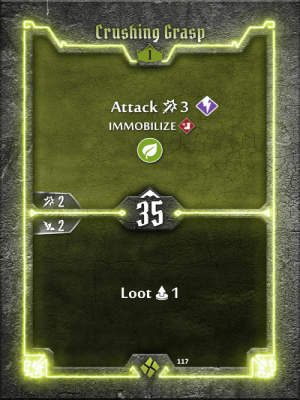 Crushing Grasp
1
Attack 3
IMMOBILIZE
2
35
2
Loot 1
117